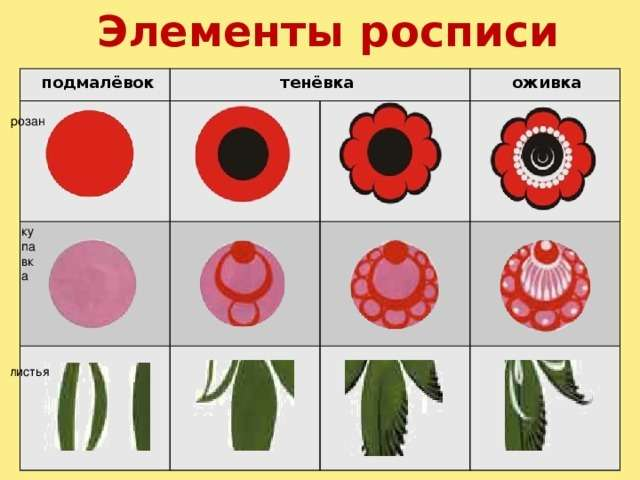 Элементы росписи
подмалёвок тенёвка оживка
розан
ку
па
вк
а
листья